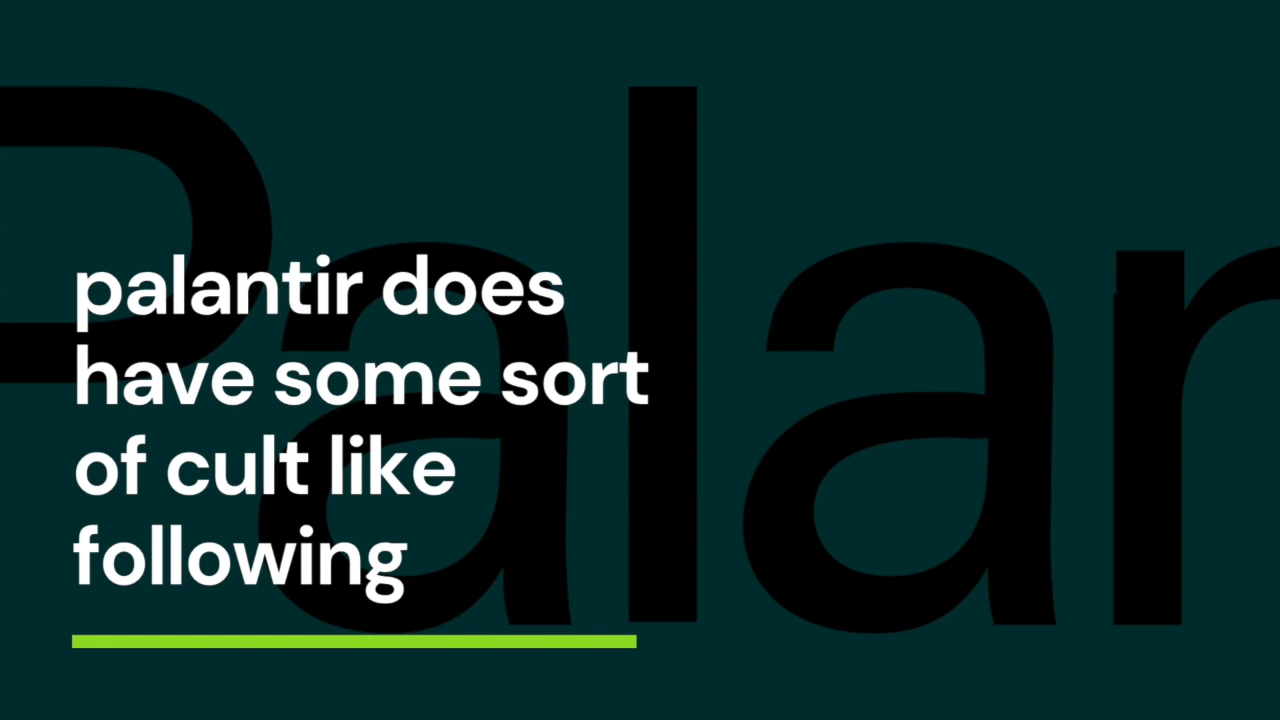 Palan
palantir does
have some sort
of cult like
following